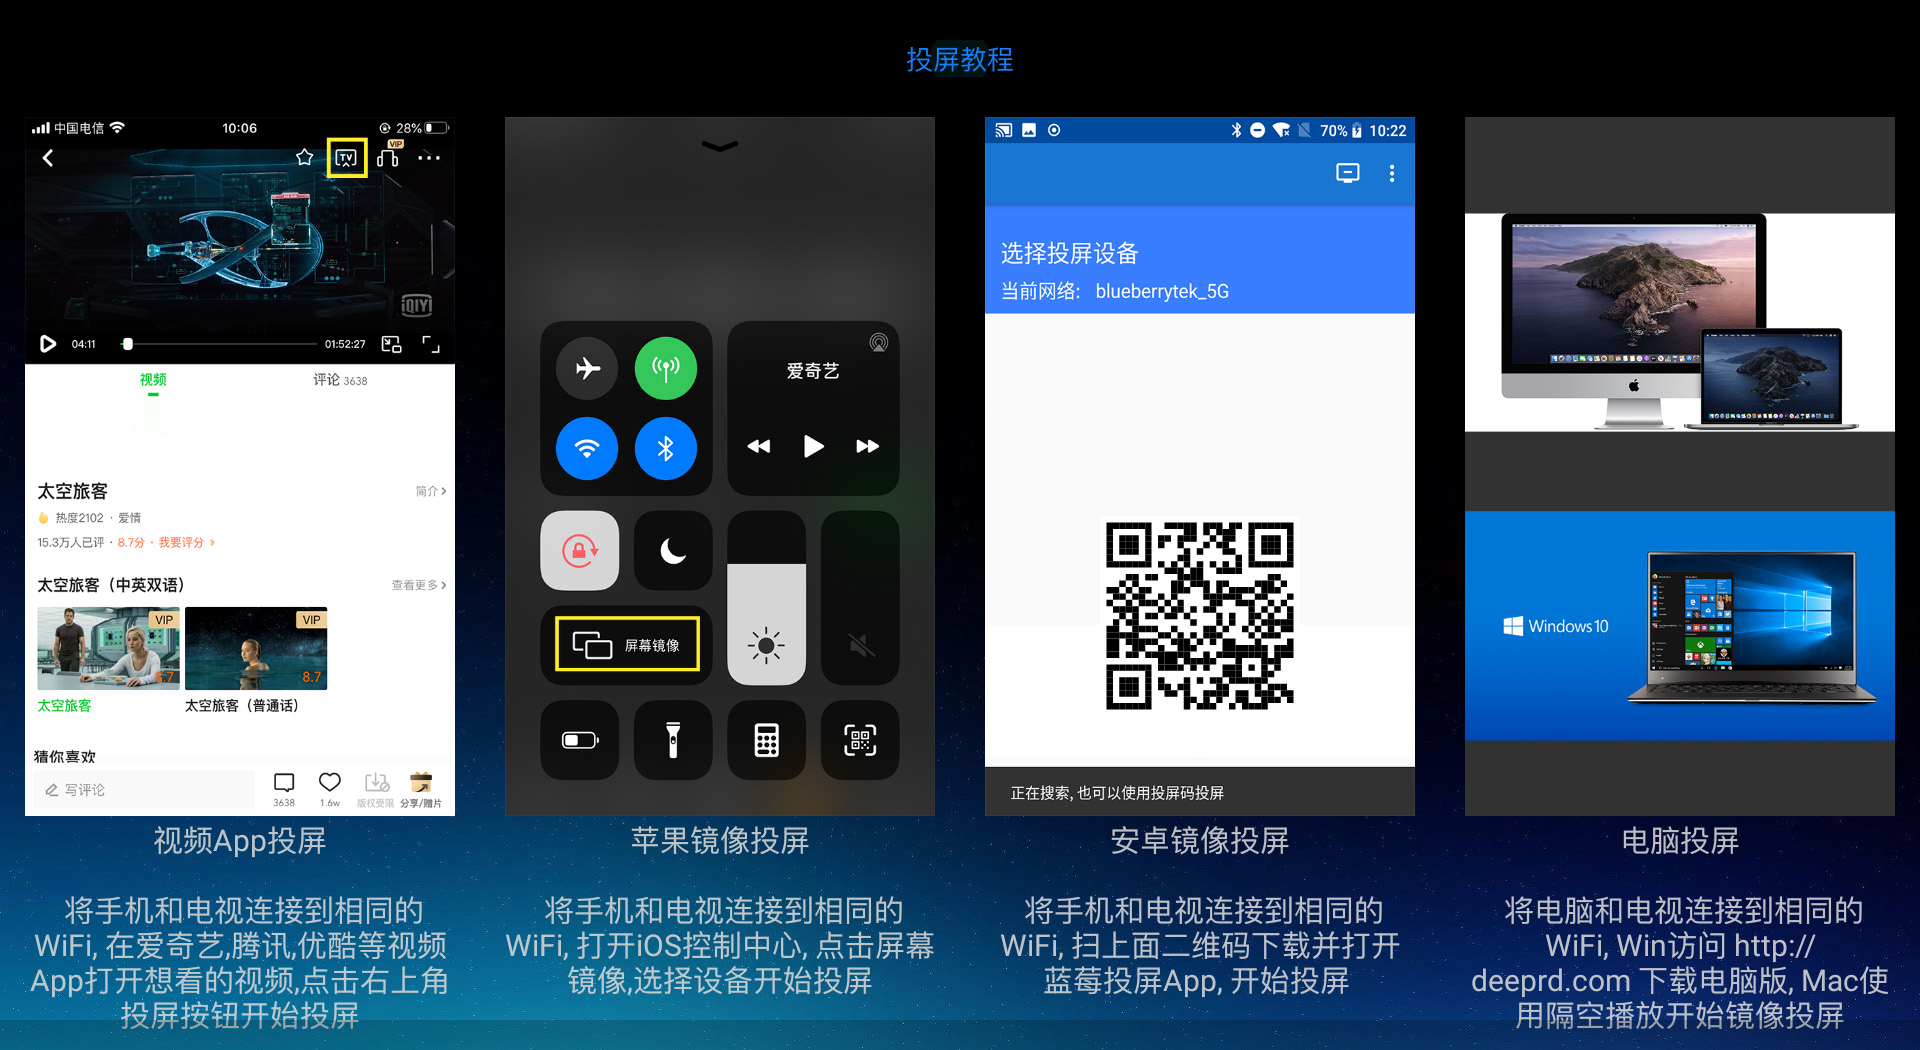 投屏教程
中国电信
10:06
28%
VIP
TV
iQIYI
04:11
01:52:27
视频
评论 3638
太空旅客
简介
热度2102 · 爱情
15.3万人已评 · 8.7分 · 我要评分
太空旅客（中英双语）
查看更多
VIP
8.7
VIP
8.7
太空旅客
太空旅客（普通话）
猜你喜欢
写评论
3638
1.6w
版权受限
分享/赠片
视频App投屏
将手机和电视连接到相同的
WiFi, 在爱奇艺,腾讯,优酷等视频
App打开想看的视频,点击右上角
投屏按钮开始投屏
爱奇艺
屏幕镜像
苹果镜像投屏
将手机和电视连接到相同的
WiFi, 打开iOS控制中心, 点击屏幕
镜像,选择设备开始投屏
70%
10:22
选择投屏设备
当前网络: blueberrytek_5G
正在搜索, 也可以使用投屏码投屏
安卓镜像投屏
将手机和电视连接到相同的
WiFi, 扫上面二维码下载并打开
蓝莓投屏App, 开始投屏
Windows 10
电脑投屏
将电脑和电视连接到相同的
WiFi, Win访问 http://
deeprd.com 下载电脑版, Mac使
用隔空播放开始镜像投屏